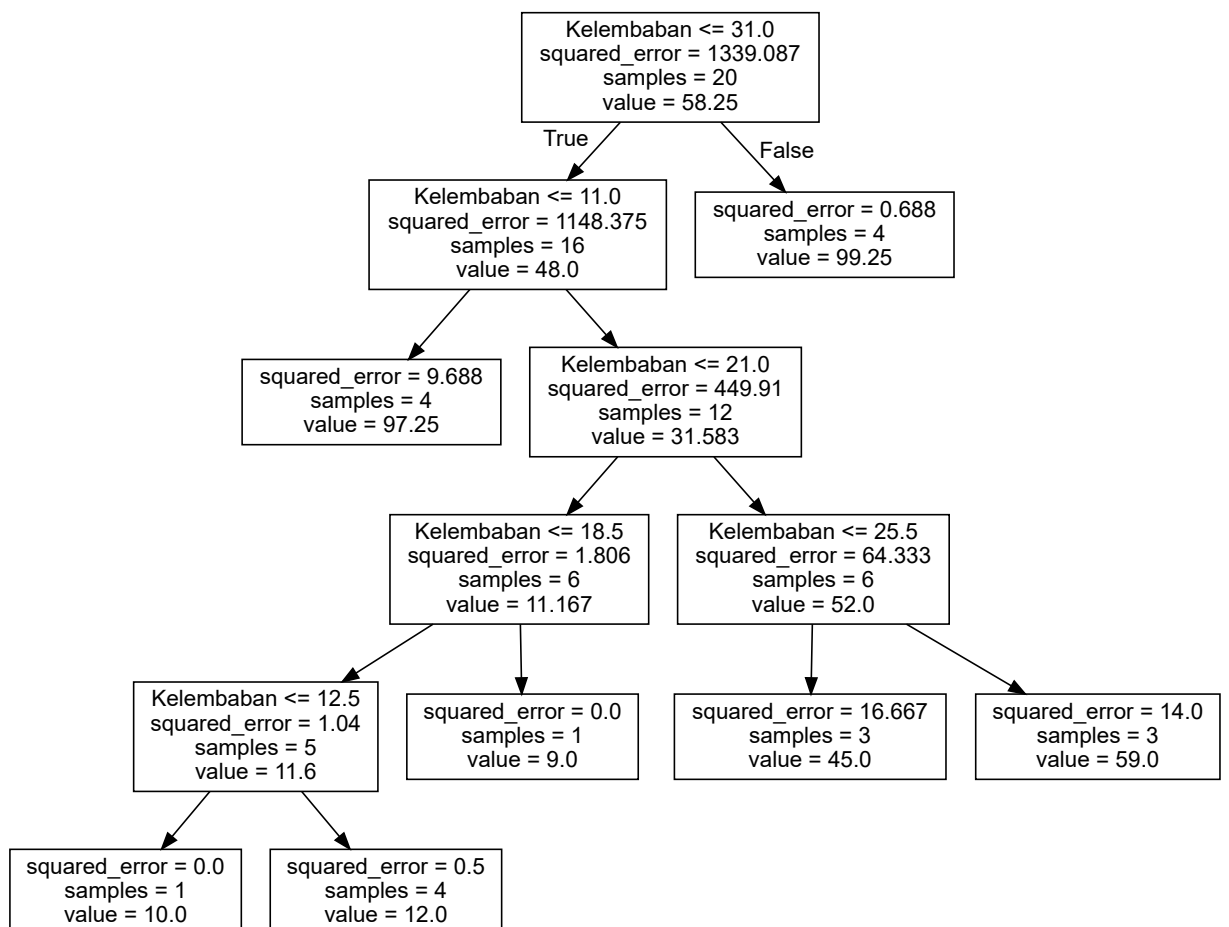 Kelembaban <= 31.0
squared_error = 1339.087
samples = 20
value = 58.25
True
False
Kelembaban <= 11.0
squared_error = 1148.375
samples = 16
value = 48.0
squared_error = 0.688
samples = 4
value = 99.25
squared_error = 9.688
samples = 4
value = 97.25
Kelembaban <= 21.0
squared_error = 449.91
samples = 12
value = 31.583
Kelembaban <= 18.5
squared_error = 1.806
samples = 6
value = 11.167
Kelembaban <= 25.5
squared_error = 64.333
samples = 6
value = 52.0
Kelembaban <= 12.5
squared_error = 1.04
samples = 5
value = 11.6
squared_error = 0.0
samples = 1
value = 9.0
squared_error = 16.667
samples = 3
value = 45.0
squared_error = 14.0
samples = 3
value = 59.0
squared_error = 0.0
samples = 1
value = 10.0
squared_error = 0.5
samples = 4
value = 12.0